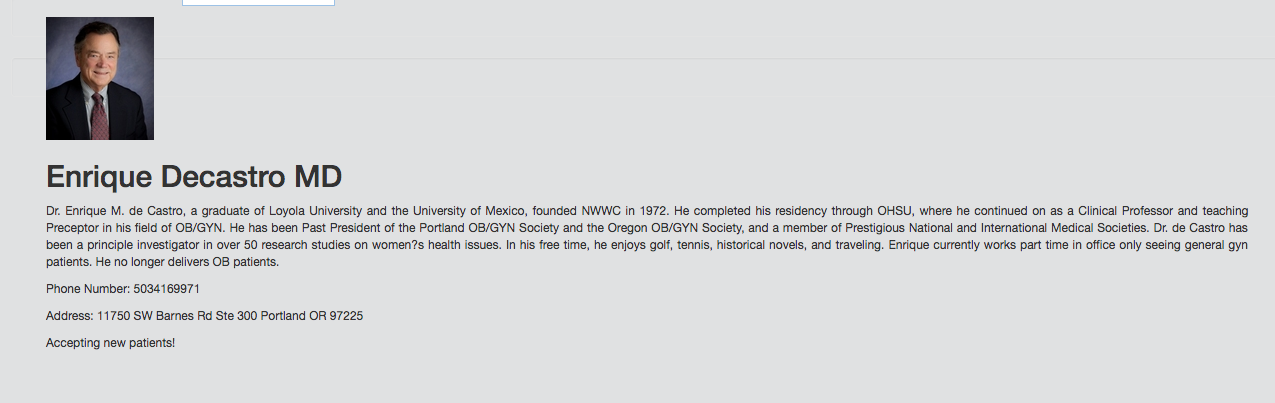 Enrique Decastro MD
Dr. Enrique M. de Castro, a graduate of Loyola University and the University of Mexico, founded NWWC in 1972. He completed his residency through OHSU, where he continued on as a Clinical Professor and teaching
Preceptor in his field of OB/GYN. He has been Past President of the Portland OB/GYN Society and the Oregon OB/GYN Society, and a member of Prestigious National and International Medical Societies. Dr. de Castro has
been a principle investigator in over 50 research studies on women?s health issues. In his free time, he enjoys golf, tennis, historical novels, and traveling. Enrique currently works part time in office only seeing general gyn
patients. He no longer delivers OB patients.
Phone Number: 5034169971
Address: 11750 SW Barnes Rd Ste 300 Portland OR 97225
Accepting new patients!